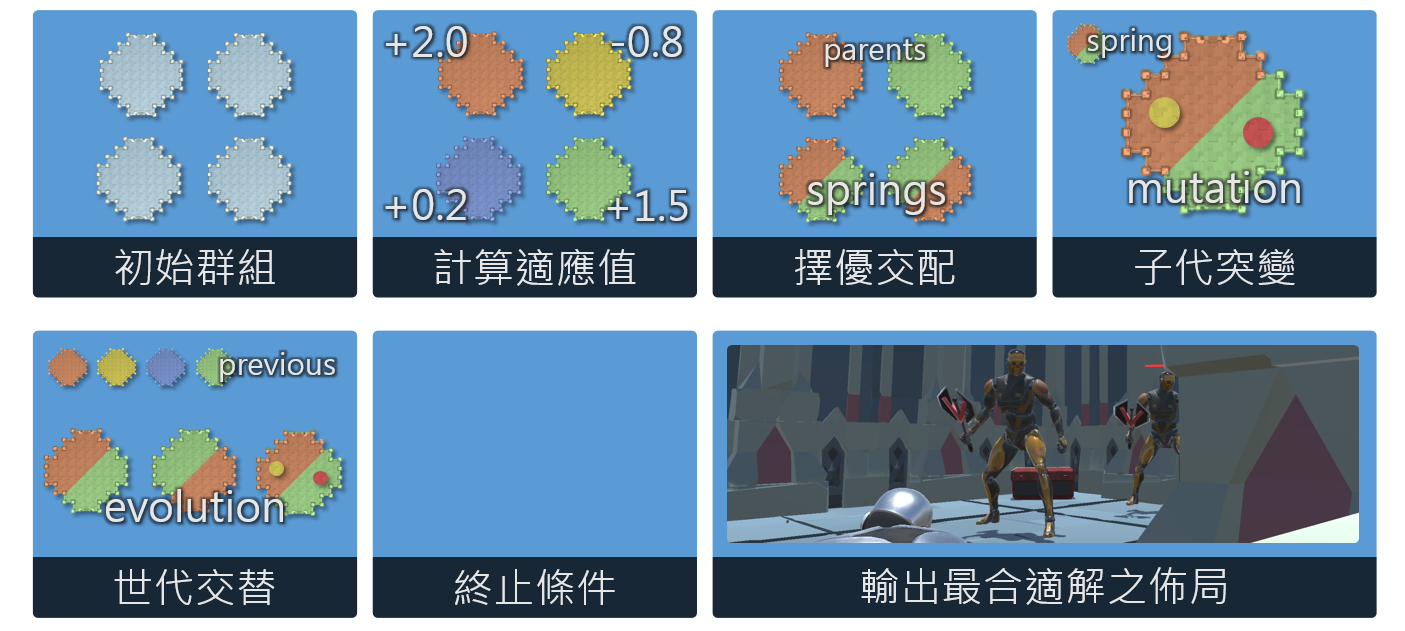 +2.0
-0.8
+0.2
+1.5
parents
springs
spring
mutation
初始群組
計算適應值
擇優交配
子代突變
previous
evolution
世代交替
終止條件
輸出最合適解之佈局